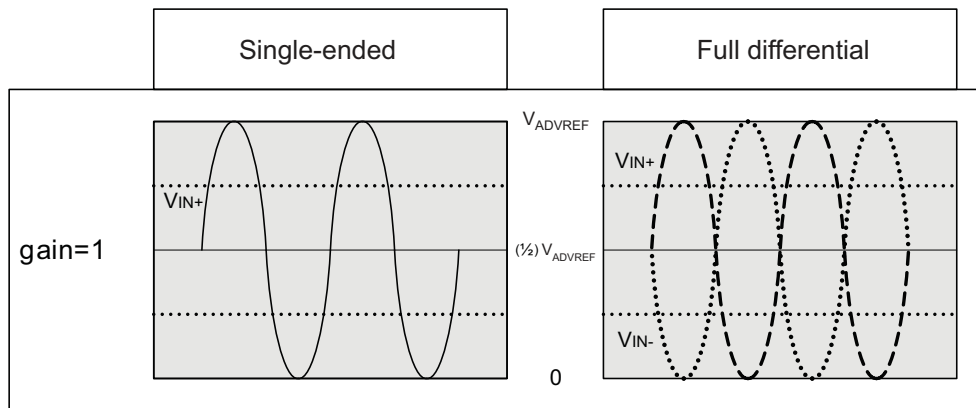 Single-ended
Full differential
VADVREF
VIN+
VIN+
gain=1
(½) VADVREF
VIN-
0